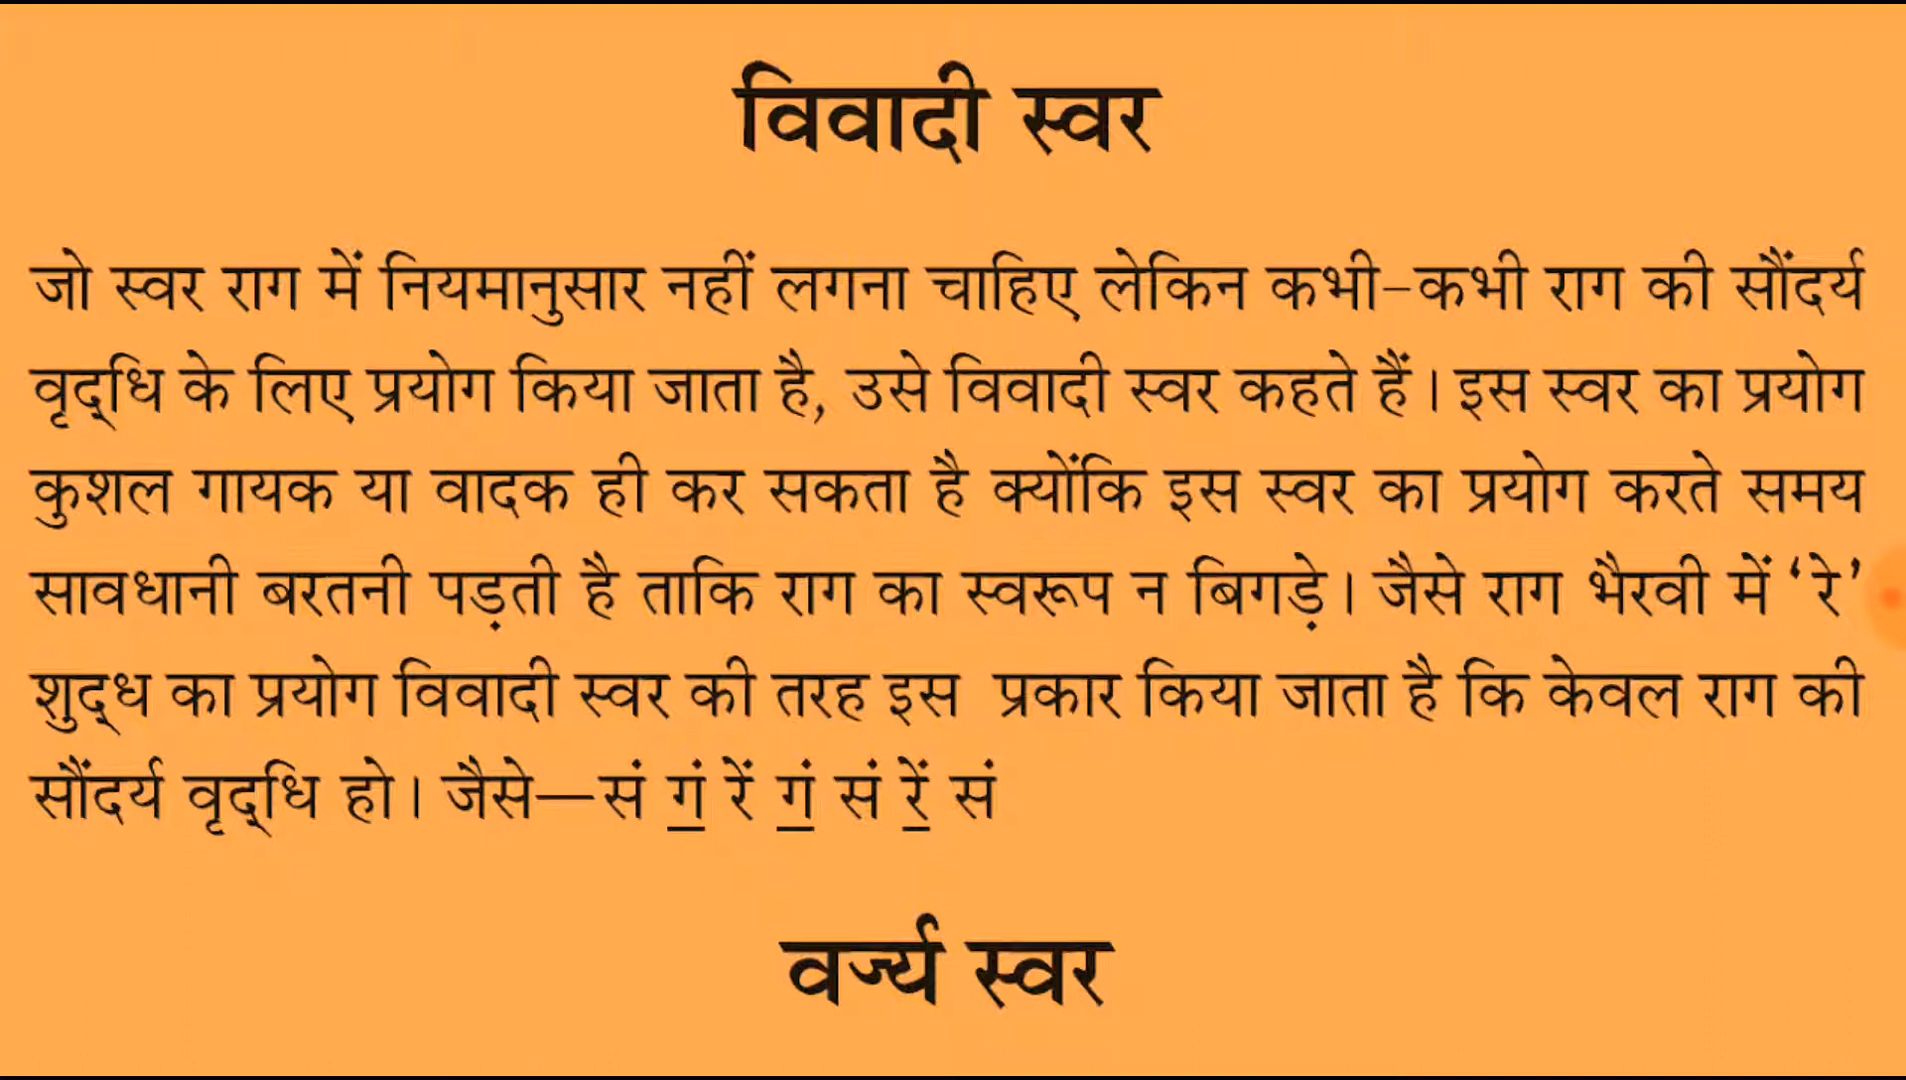 विवादी स्वर
जो स्वर राग में नियमानुसार नहीं लगना चाहिए लेकिन कभी-कभी राग की सौंदर्य
वृद्‌धि के लिए प्रयोग किया जाता है, उसे विवादी स्वर कहते हैं। इस स्वर का प्रयोग
कुशल गायक या वादक ही कर सकता है क्योंकि इस स्वर का प्रयोग करते समय
सावधानी बरतनी पड़ती है ताकि राग का स्वरूप न बिगड़े। जैसे राग भैरवी में ‘रे’
शुद्‌ध का प्रयोग विवादी स्वर की तरह इस प्रकार किया जाता है कि केवल राग की
सौंदर्य वृद्‌धि हो। जैसे—सं गं रें गं सं रें सं
वर्ज्य स्वर